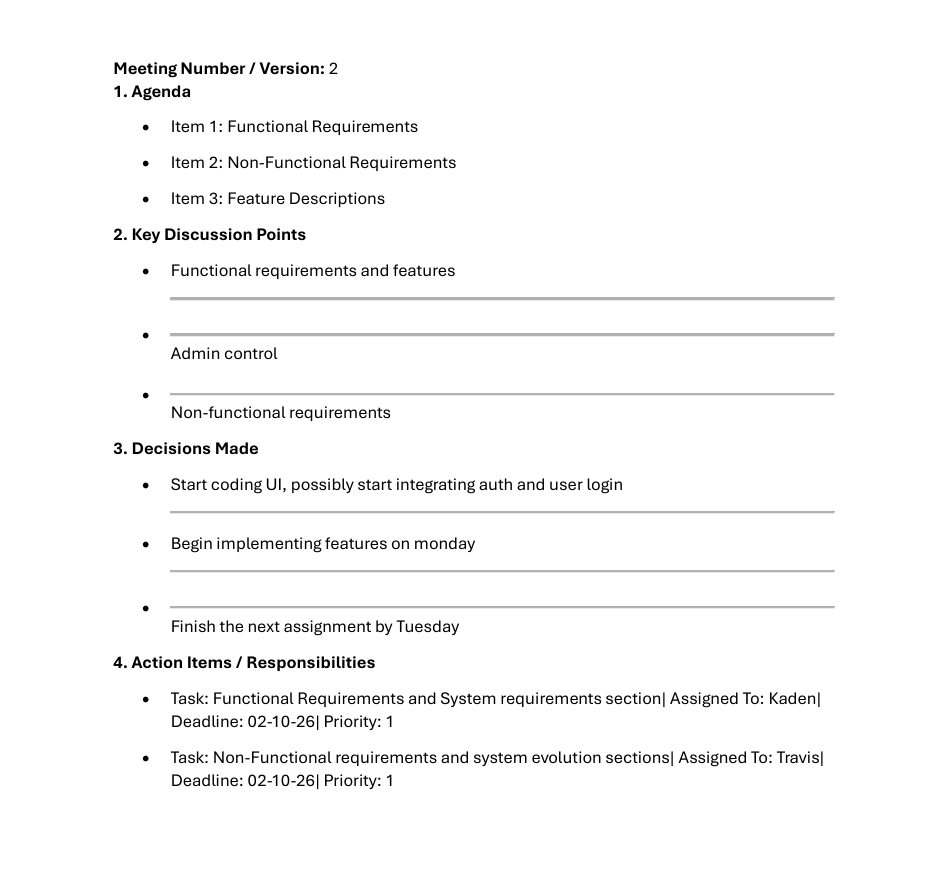 Meeting Number / Version: 2
1. Agenda
• Item 1: Functional Requirements
• Item 2: Non-Functional Requirements
• Item 3: Feature Descriptions
2. Key Discussion Points
• Functional requirements and features
•
Admin control
•
Non-functional requirements
3. Decisions Made
• Start coding UI, possibly start integrating auth and user login
• Begin implementing features on monday
•
Finish the next assignment by Tuesday
4. Action Items / Responsibilities
• Task: Functional Requirements and System requirements section| Assigned To: Kaden|
Deadline: 02-10-26| Priority: 1
• Task: Non-Functional requirements and system evolution sections| Assigned To: Travis|
Deadline: 02-10-26| Priority: 1